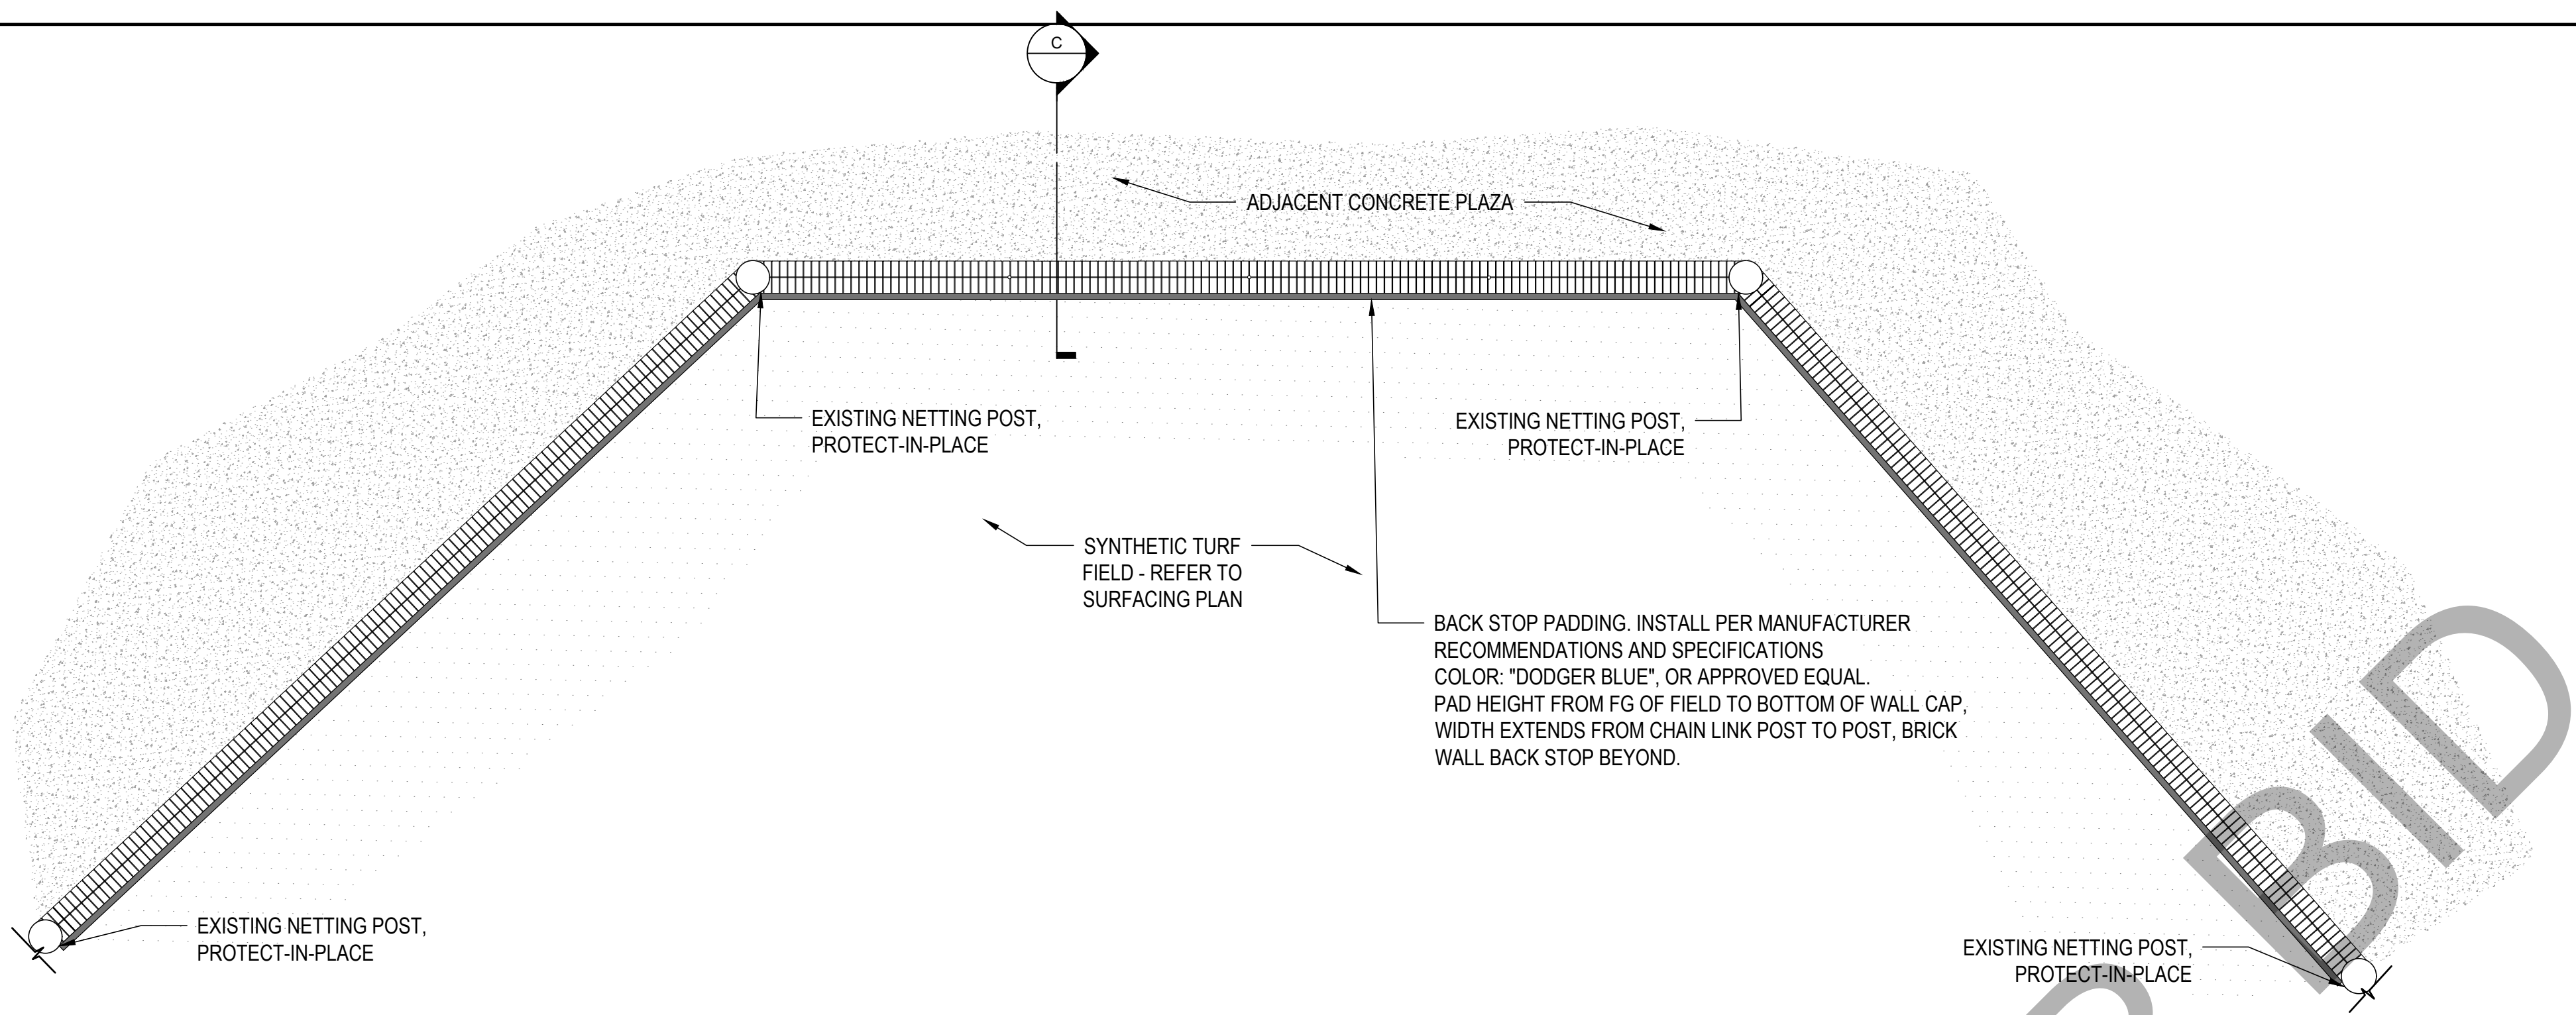 C
ADJACENT CONCRETE PLAZA
EXISTING NETTING POST,
PROTECT-IN-PLACE
EXISTING NETTING POST,
PROTECT-IN-PLACE
SYNTHETIC TURF
FIELD - REFER TO
SURFACING PLAN
BACK STOP PADDING. INSTALL PER MANUFACTURER
RECOMMENDATIONS AND SPECIFICATIONS
COLOR: "DODGER BLUE", OR APPROVED EQUAL.
PAD HEIGHT FROM FG OF FIELD TO BOTTOM OF WALL CAP,
WIDTH EXTENDS FROM CHAIN LINK POST TO POST, BRICK
WALL BACK STOP BEYOND.
EXISTING NETTING POST,
PROTECT-IN-PLACE
EXISTING NETTING POST,
PROTECT-IN-PLACE
BID